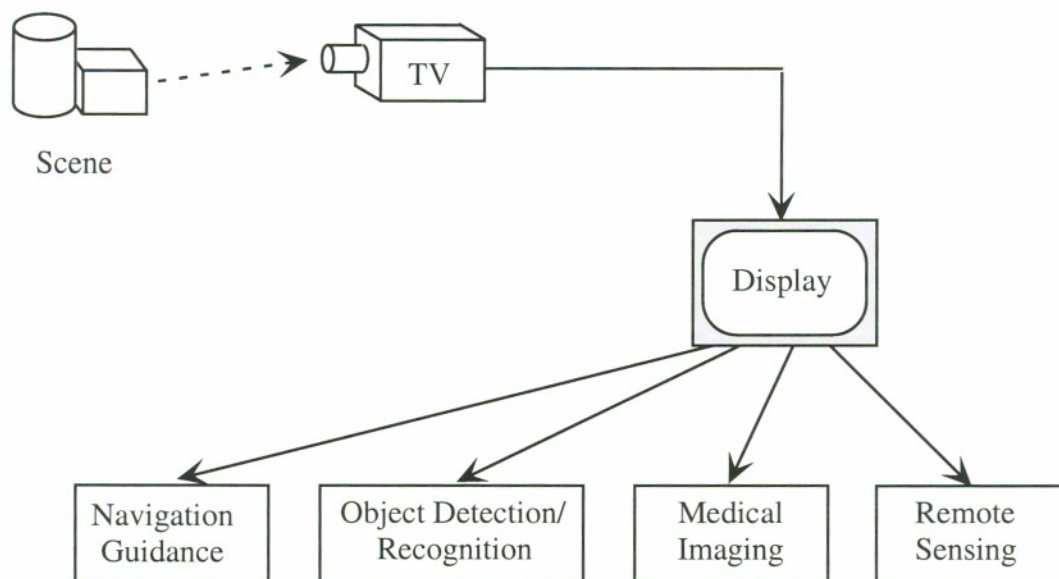 TV
Scene
Display
Navigation
Guidance
Object Detection/
Recognition
Medical
Imaging
Remote
Sensing